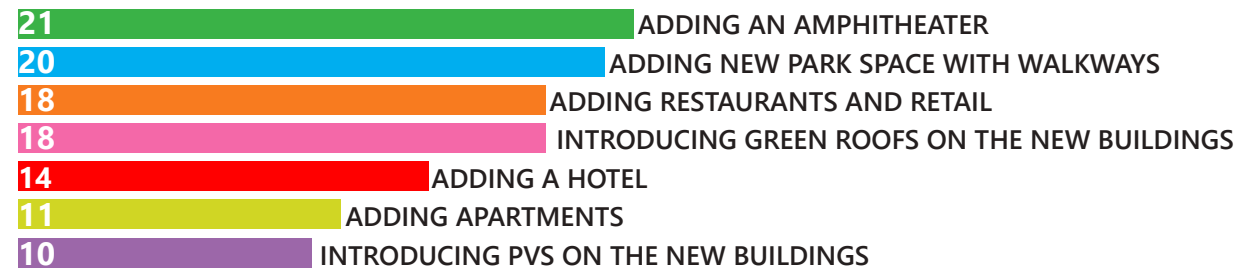 21 ADDING AN AMPHITHEATER
20 ADDING NEW PARK SPACE WITH WALKWAYS
18 ADDING RESTAURANTS AND RETAIL
18 INTRODUCING GREEN ROOFS ON THE NEW BUILDINGS
14 ADDING A HOTEL
11 ADDING APARTMENTS
10 INTRODUCING PVS ON THE NEW BUILDINGS